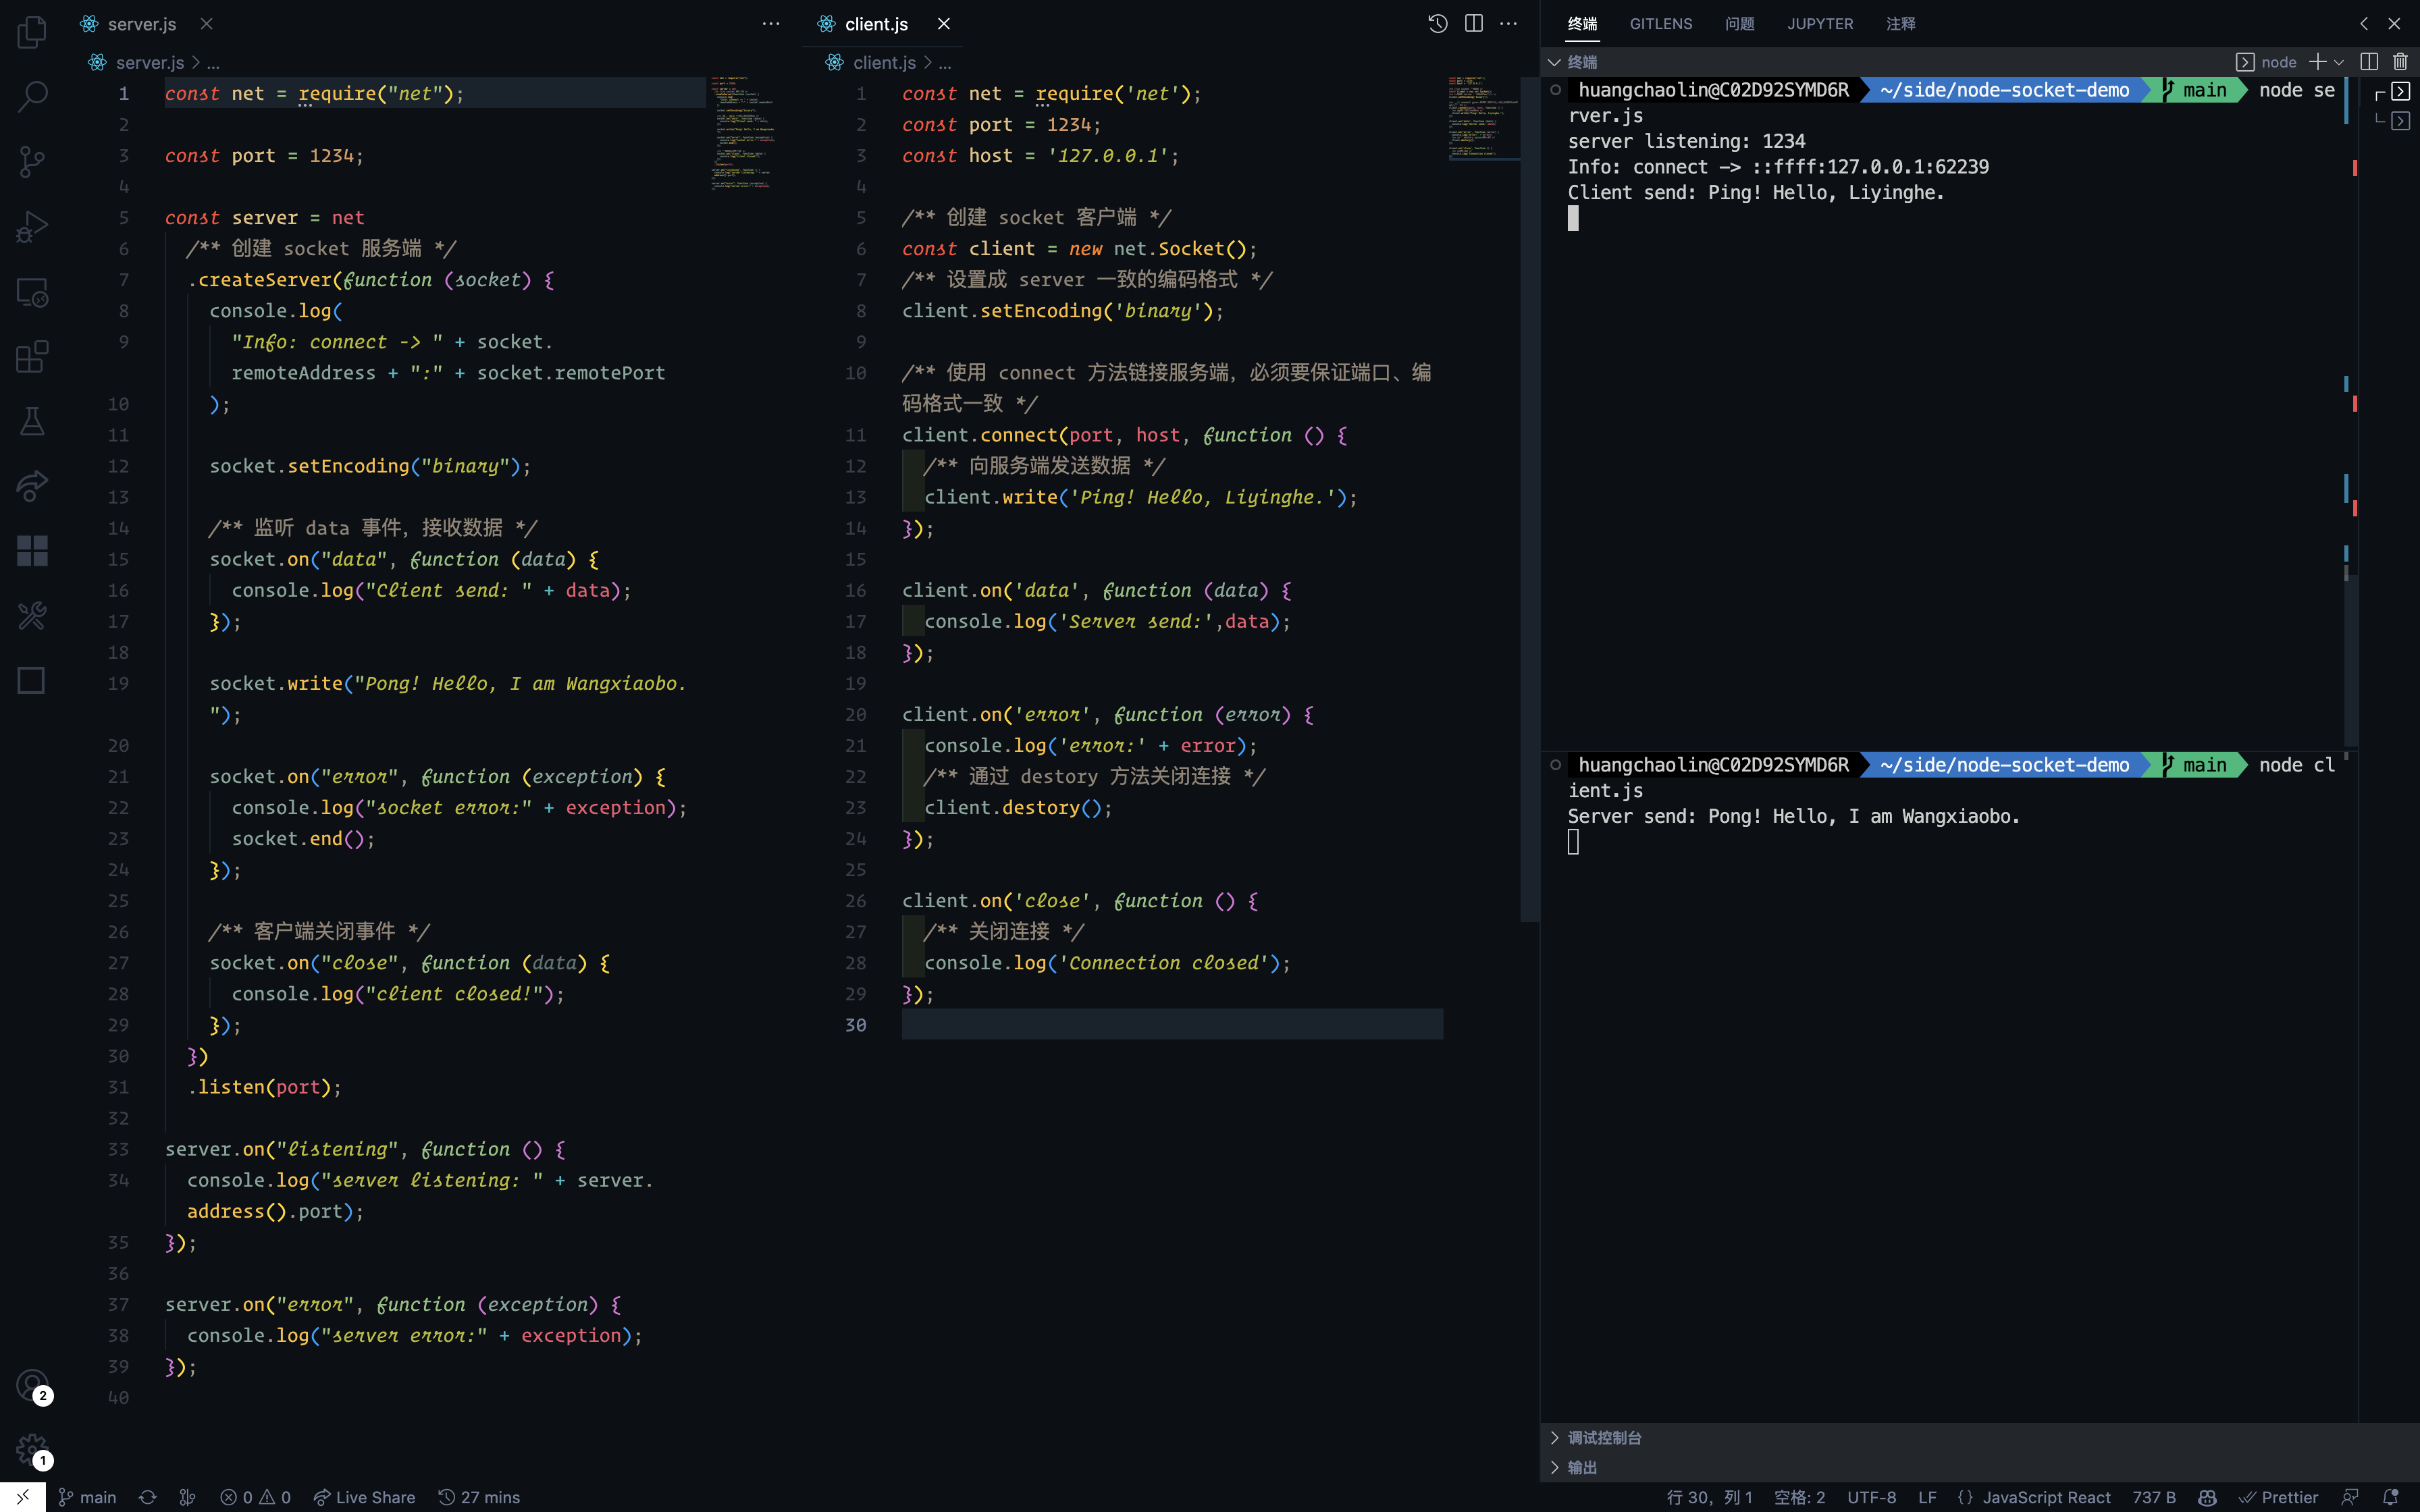 server.js
server.js > ...
1 const net = require("net");
2
3 const port = 1234;
4
5 const server = net
6 /** 创建 socket 服务端 */
7 .createServer(function (socket) {
8 console.log(
9 "Info: connect -> " + socket.
remoteAddress + ":" + socket.remotePort
10 );
11
12 socket.setEncoding("binary");
13
14 /** 监听 data 事件，接收数据 */
15 socket.on("data", function (data) {
16 console.log("Client send: " + data);
17 });
18
19 socket.write("Pong! Hello, I am Wangxiaobo.
");
20
21 socket.on("error", function (exception) {
22 console.log("socket error:" + exception);
23 socket.end();
24 });
25
26 /** 客户端关闭事件 */
27 socket.on("close", function (data) {
28 console.log("client closed!");
29 });
30 })
31 .listen(port);
32
33 server.on("listening", function () {
34 console.log("server listening: " + server.
address().port);
35 });
36
37 server.on("error", function (exception) {
38 console.log("server error:" + exception);
39 });
40
client.js
client.js > ...
1 const net = require('net');
2 const port = 1234;
3 const host = '127.0.0.1';
4
5 /** 创建 socket 客户端 */
6 const client = new net.Socket();
7 /** 设置成 server 一致的编码格式 */
8 client.setEncoding('binary');
9
10 /** 使用 connect 方法链接服务端，必须要保证端口、编
码格式一致 */
11 client.connect(port, host, function () {
12 /** 向服务端发送数据 */
13 client.write('Ping! Hello, Liyinghe.');
14 });
15
16 client.on('data', function (data) {
17 console.log('Server send:',data);
18 });
19
20 client.on('error', function (error) {
21 console.log('error:' + error);
22 /** 通过 destory 方法关闭连接 */
23 client.destory();
24 });
25
26 client.on('close', function () {
27 /** 关闭连接 */
28 console.log('Connection closed');
29 });
30
终端 GITLENS 问题 JUPYTER 注释
终端 node
huangchaolin@C02D92SYMD6R ~/side/node-socket-demo main node se
rver.js
server listening: 1234
Info: connect -> ::ffff:127.0.0.1:62239
Client send: Ping! Hello, Liyinghe.
huangchaolin@C02D92SYMD6R ~/side/node-socket-demo main node cl
ient.js
Server send: Pong! Hello, I am Wangxiaobo.
调试控制台
输出
2
1
main 0 0 Live Share 27 mins 行 30，列 1 空格: 2 UTF-8 LF {} JavaScript React 737 B Prettier